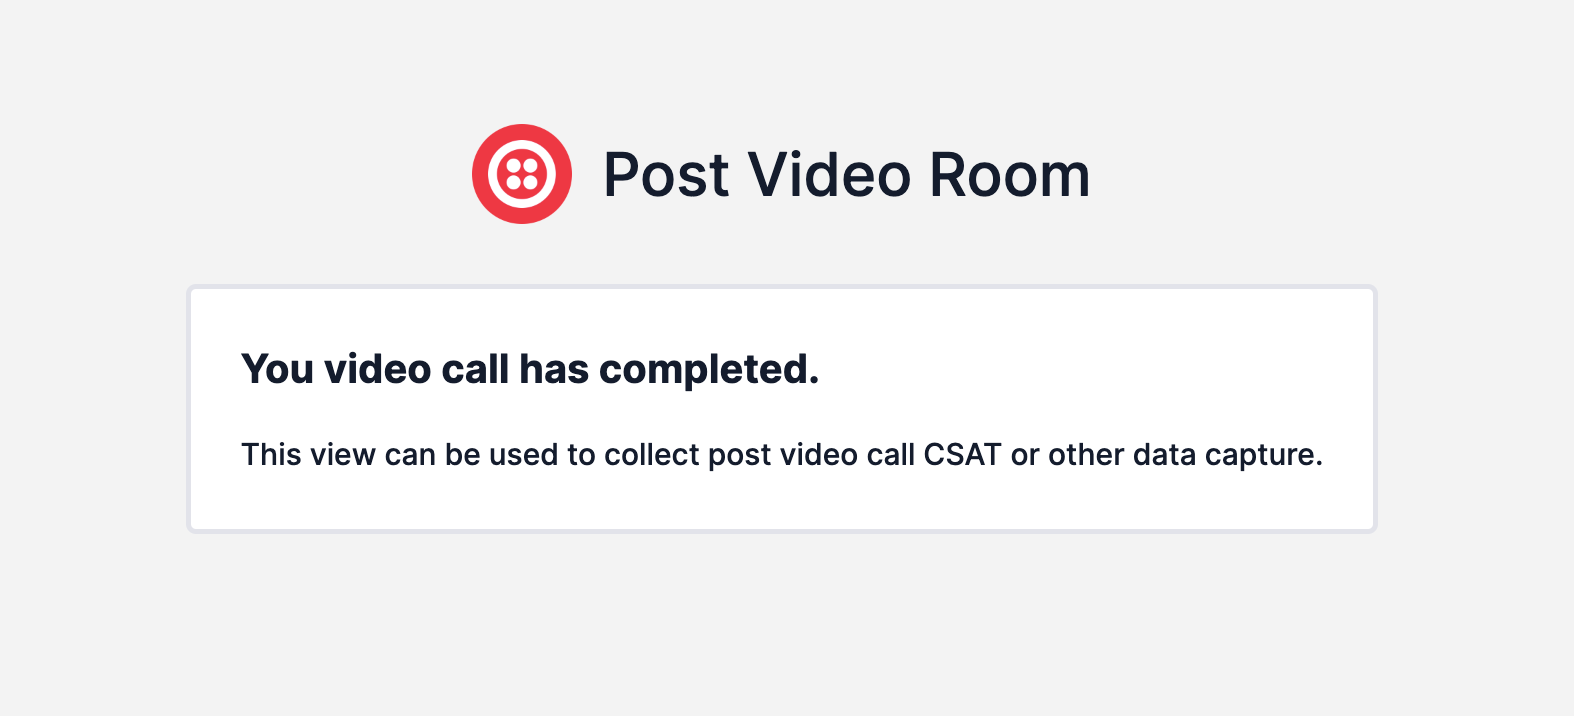 Post Video Room
You video call has completed.
This view can be used to collect post video call CSAT or other data capture.